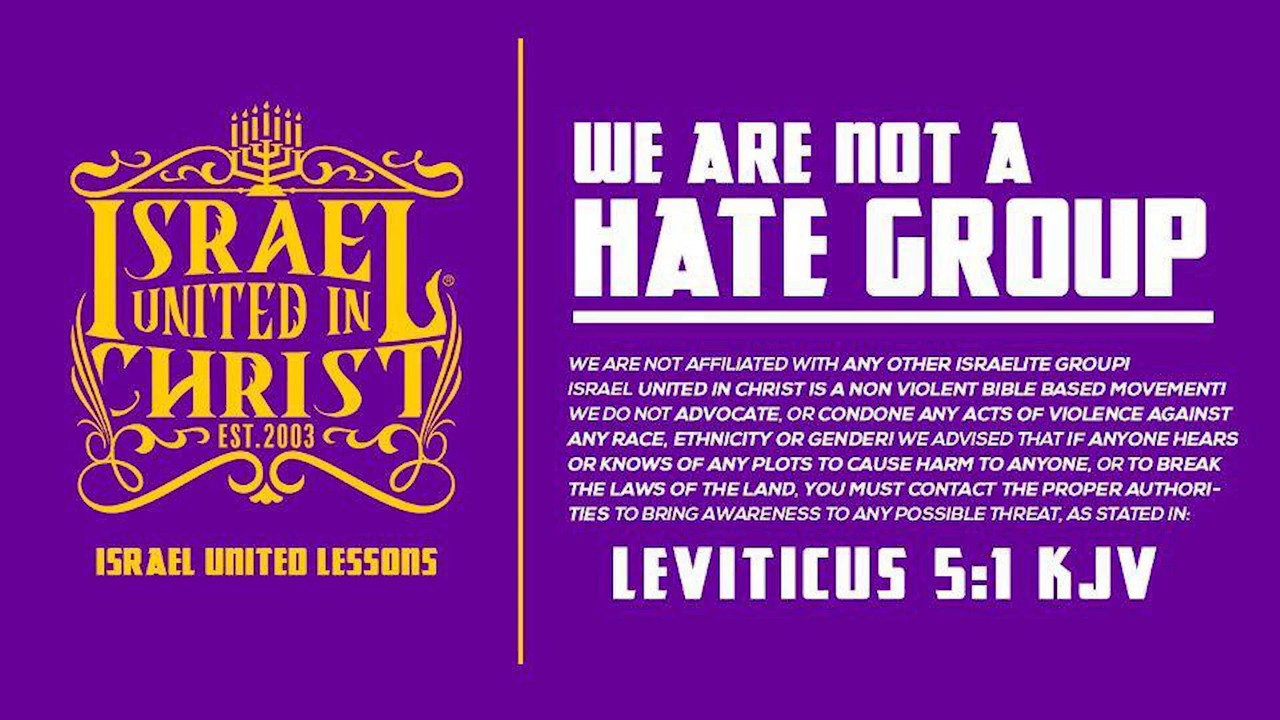 ISRAEL
UNITED IN
CHRIST
EST.2003
®
ISRAEL UNITED LESSONS
WE ARE NOT A
HATE GROUP
WE ARE NOT AFFILIATED WITH ANY OTHER ISRAELITE GROUP!
ISRAEL UNITED IN CHRIST IS A NON VIOLENT BIBLE BASED MOVEMENT!
WE DO NOT ADVOCATE, OR CONDONE ANY ACTS OF VIOLENCE AGAINST
ANY RACE, ETHNICITY OR GENDER! WE ADVISED THAT IF ANYONE HEARS
OR KNOWS OF ANY PLOTS TO CAUSE HARM TO ANYONE, OR TO BREAK
THE LAWS OF THE LAND, YOU MUST CONTACT THE PROPER AUTHORI-
TIES TO BRING AWARENESS TO ANY POSSIBLE THREAT, AS STATED IN:
LEVITICUS 5:1 KJV